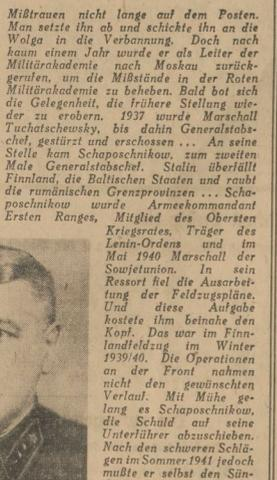 Mißtrauen nicht lange auf dem Posten.
Man setzte ihn ab und schickte ihn an die
Wolga in die Verbannung. Doch nach
kaum einem Jahr wurde er als Leiter der
Militärakademie nach Moskau zurück-
gerufen, um die Mißstände in der Roten
Militärakademie zu beheben. Bald bot sich
die Gelegenheit, die frühere Stellung wie-
der zu erobern. 1937 wurde Marschall
Tuchatschewsky, bis dahin Generalstabs-
chef, gestürzt und erschossen ... An seine
Stelle kam Schaposchnikow, zum zweiten
Male Generalstabschef. Stalin überfällt
Finnland, die Baltischen Staaten und raubt
die rumänischen Grenzprovinzen ... Scha-
poschnikow wurde Armeekommandant
Ersten Ranges, Mitglied des Obersten
Kriegsrates, Träger des
Lenin-Ordens und im
Mai 1940 Marschall der
Sowjetunion. In sein
Ressort fiel die Ausarbei-
tung der Feldzugspläne.
Und diese Aufgabe
kostete ihm beinahe den
Kopf. Das war im Finn-
landfeldzug im Winter
1939/40. Die Operationen
an der Front nahmen
nicht den gewünschten
Verlauf. Mit Mühe ge-
lang es Schaposchnikow,
die Schuld auf seine
Unterführer abzuschieben.
Nach den schweren Schlä-
gen im Sommer 1941 jedoch
mußte er selbst den Sün-